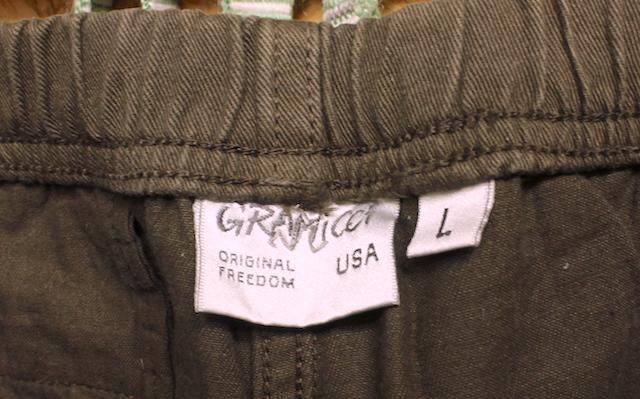 GRAMicci
ORIGINAL
FREEDOM
USA
L